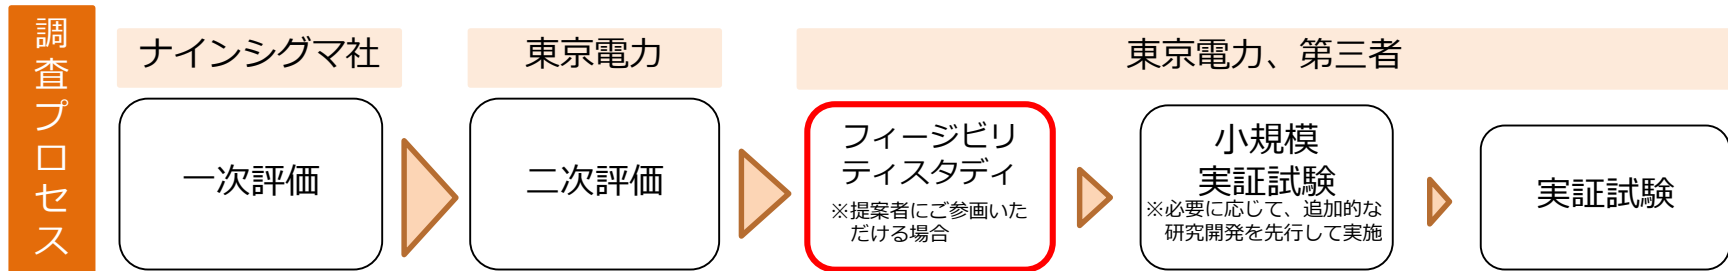 調査プロセス
ナインシグマ社
東京電力
東京電力、第三者
一次評価
二次評価
フィージビリ
ティスタディ
※提案者にご参画いた
だける場合
小規模
実証試験
※必要に応じて、追加的な
研究開発を先行して実施
実証試験